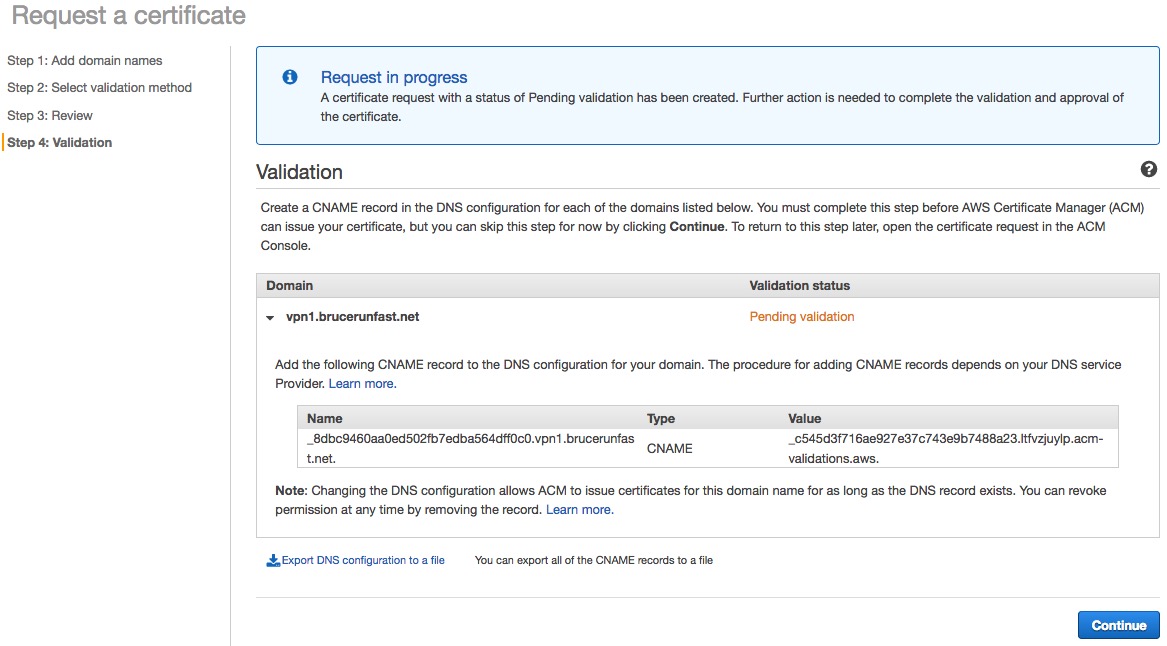 Request a certificate
Step 1: Add domain names
Step 2: Select validation method
Step 3: Review
Step 4: Validation
Request in progress
A certificate request with a status of Pending validation has been created. Further action is needed to complete the validation and approval of
the certificate.
Validation
Create a CNAME record in the DNS configuration for each of the domains listed below. You must complete this step before AWS Certificate Manager (ACM)
can issue your certificate, but you can skip this step for now by clicking Continue. To return to this step later, open the certificate request in the ACM
Console.
Domain Validation status
vpn1.brucerunfast.net Pending validation
Add the following CNAME record to the DNS configuration for your domain. The procedure for adding CNAME records depends on your DNS service
Provider. Learn more.
Name Type Value
_8dbc9460aa0ed502fb7edba564dff0c0.vpn1.brucerunfas
t.net.
CNAME
_c545d3f716ae927e37c743e9b7488a23.ltfvzjuylp.acm-
validations.aws.
Note: Changing the DNS configuration allows ACM to issue certificates for this domain name for as long as the DNS record exists. You can revoke
permission at any time by removing the record. Learn more.
Export DNS configuration to a file You can export all of the CNAME records to a file
Continue